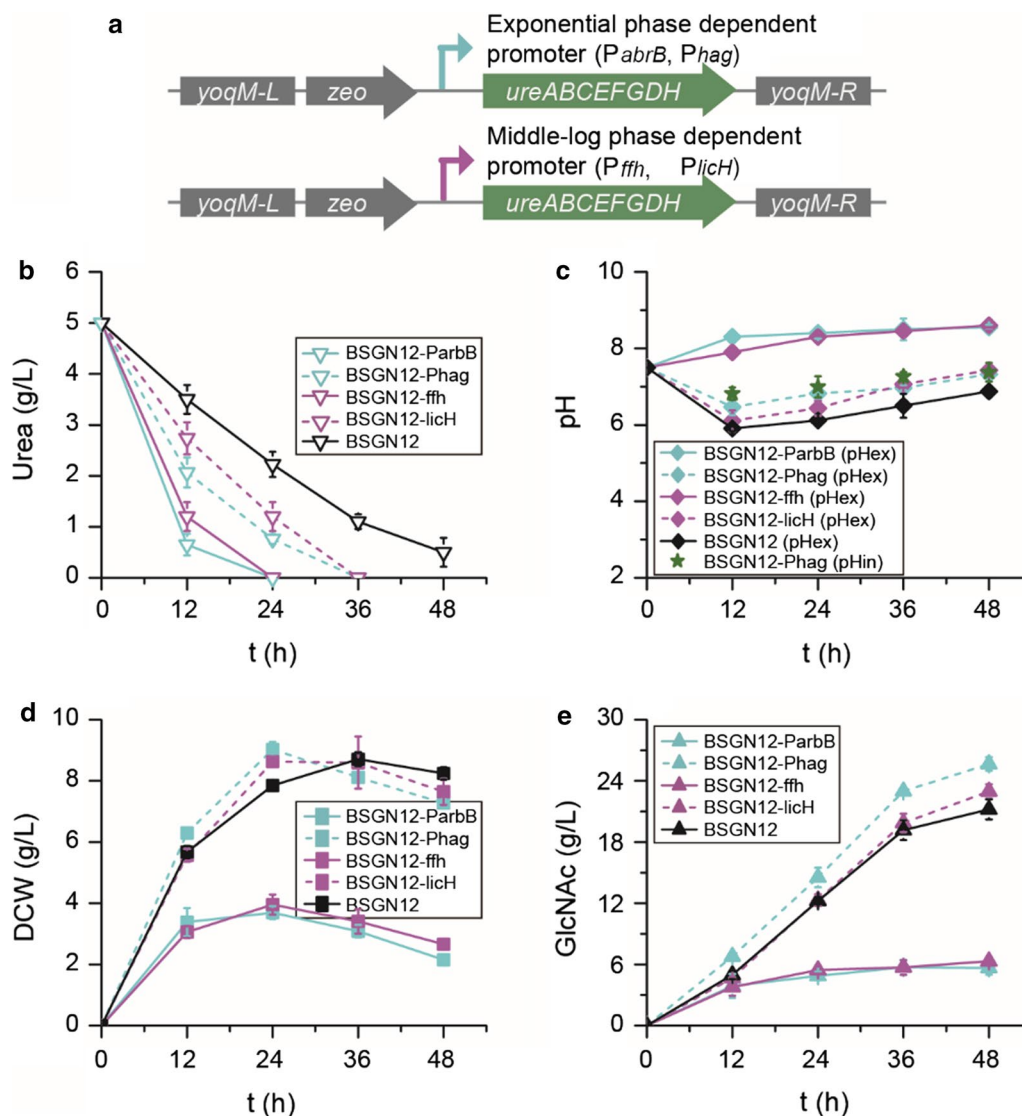 a
Exponential phase dependent
promoter (PabrB, Phag)
yoqM-L zeo ureABCEFGDH yoqM-R
Middle-log phase dependent
promoter (Pffh, PlicH)
yoqM-L zeo ureABCEFGDH yoqM-R
b
Urea (g/L)
6
5
4
3
2
1
0
BSGN12-ParbB
BSGN12-Phag
BSGN12-ffh
BSGN12-licH
BSGN12
0 12 24 36 48
t (h)
c
pH
10
8
6
4
2
BSGN12-ParbB (pHex)
BSGN12-Phag (pHex)
BSGN12-ffh (pHex)
BSGN12-licH (pHex)
BSGN12 (pHex)
BSGN12-Phag (pHin)
0 12 24 36 48
t (h)
d
DCW (g/L)
10
8
6
4
2
0
BSGN12-ParbB
BSGN12-Phag
BSGN12-ffh
BSGN12-licH
BSGN12
0 12 24 36 48
t (h)
e
GlcNAc (g/L)
30
24
18
12
6
0
BSGN12-ParbB
BSGN12-Phag
BSGN12-ffh
BSGN12-licH
BSGN12
0 12 24 36 48
t (h)